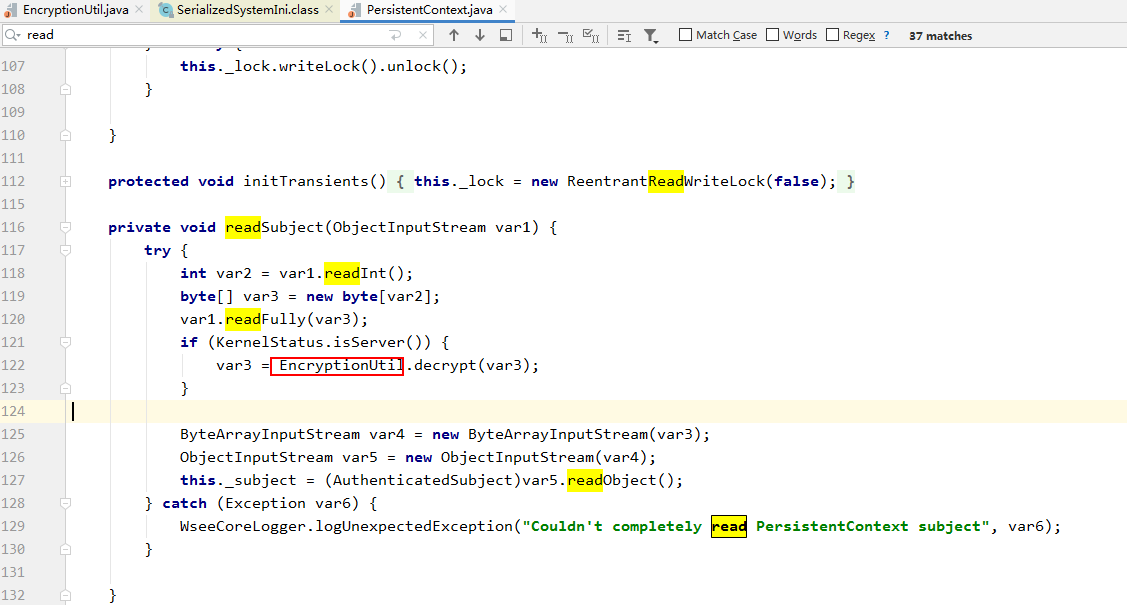 EncryptionUtil.java × SerializedSystemIni.class × PersistentContext.java ×
read Match Case Words Regex ? 37 matches
107 this._lock.writeLock().unlock();
108 }
109
110 }
111
112 protected void initTransients() { this._lock = new ReentrantReadWriteLock(false); }
115
116 private void readSubject(ObjectInputStream var1) {
117 try {
118 int var2 = var1.readInt();
119 byte[] var3 = new byte[var2];
120 var1.readFully(var3);
121 if (KernelStatus.isServer()) {
122 var3 = EncryptionUtil.decrypt(var3);
123 }
124
125 ByteArrayInputStream var4 = new ByteArrayInputStream(var3);
126 ObjectInputStream var5 = new ObjectInputStream(var4);
127 this._subject = (AuthenticatedSubject)var5.readObject();
128 } catch (Exception var6) {
129 WseeCoreLogger.logUnexpectedException("Couldn't completely read PersistentContext subject", var6);
130 }
131
132 }